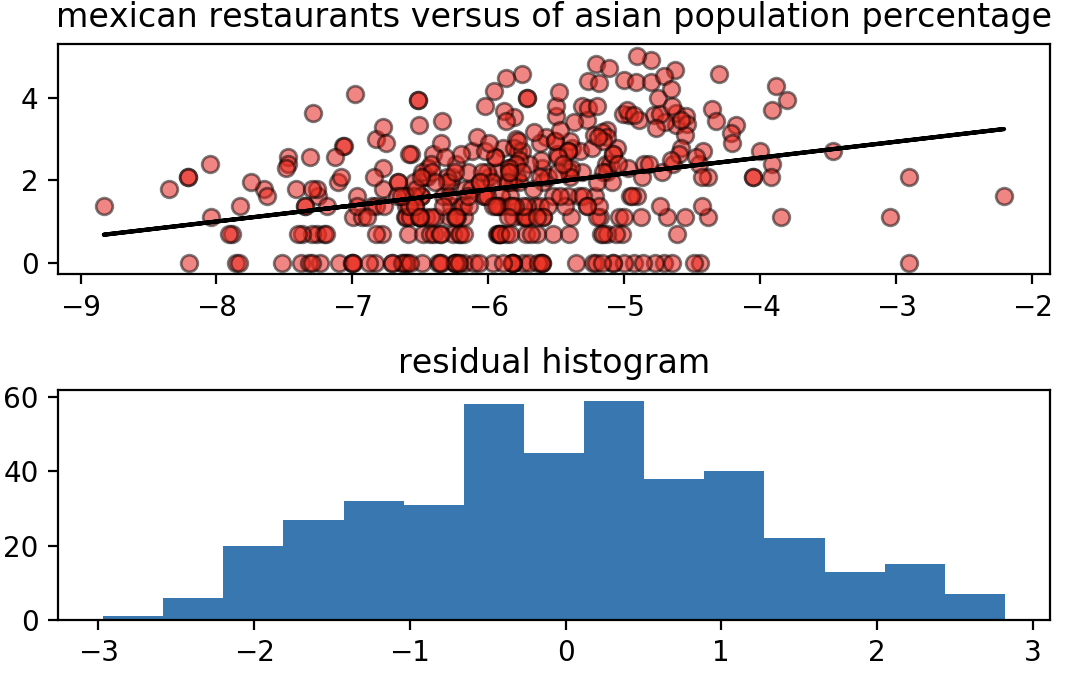 mexican restaurants versus of asian population percentage
4
2
0
−9 −8 −7 −6 −5 −4 −3 −2
residual histogram
60
40
20
0
−3 −2 −1 0 1 2 3